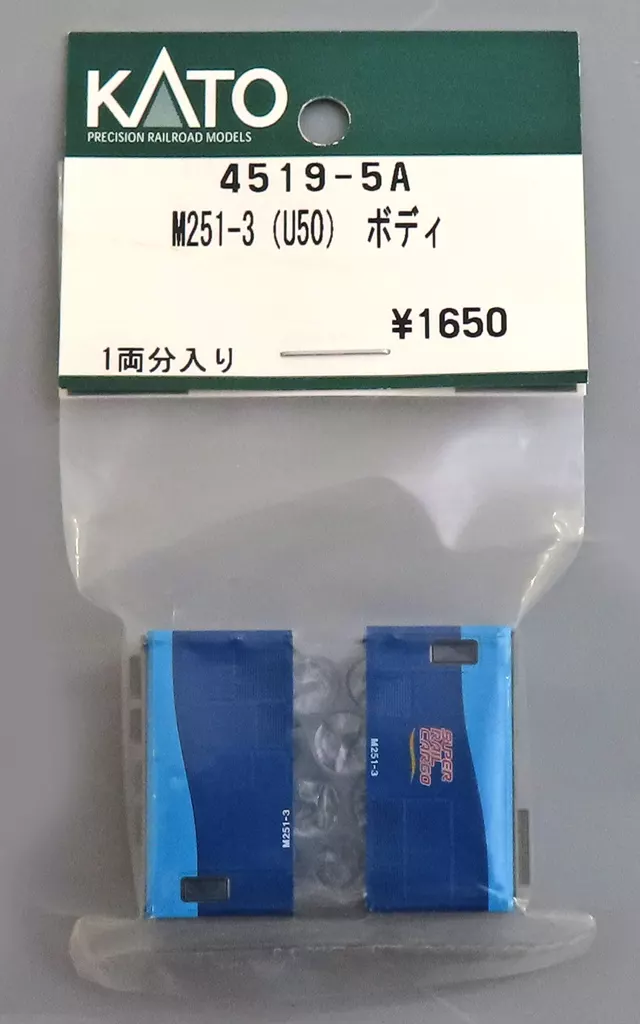 KATO
PRECISION RAILROAD MODELS
4519-5A
M251-3 (U50) ボディ
¥1650
1両分入り
M251-3
M251-3
SUPER
RAIL
CARGO